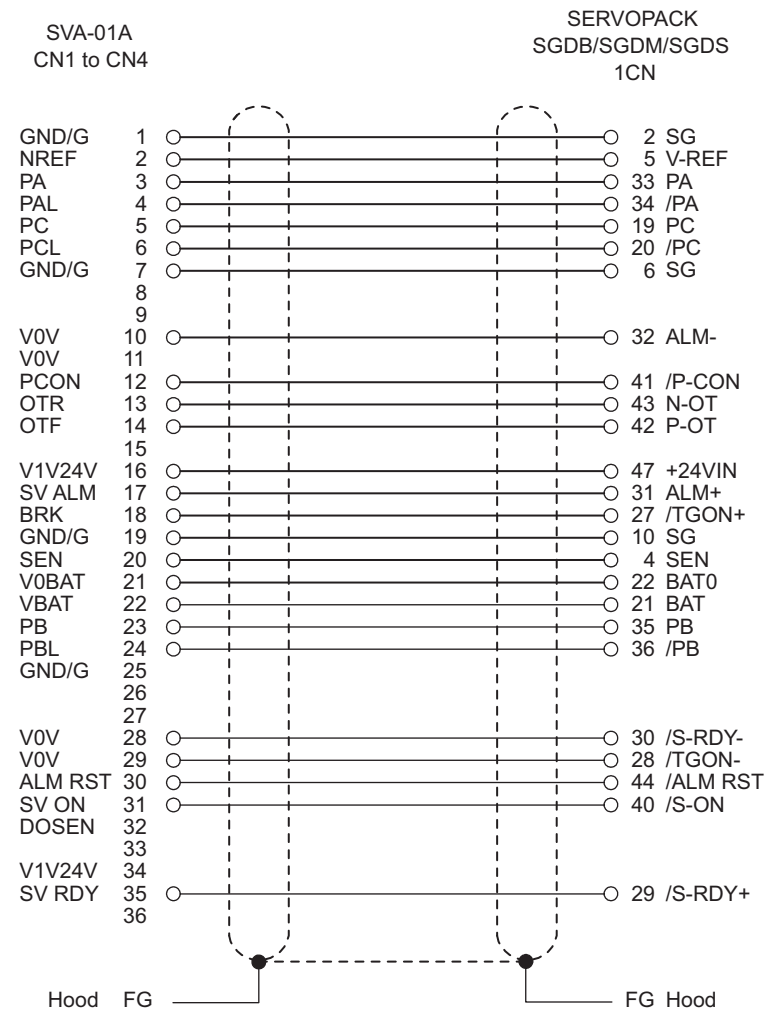 SVA-01A
CN1 to CN4
SERVOPACK
SGDB/SGDM/SGDS
1CN
GND/G 1 2 SG
NREF 2 5 V-REF
PA 3 33 PA
PAL 4 34 /PA
PC 5 19 PC
PCL 6 20 /PC
GND/G 7 6 SG
8
9
V0V 10 32 ALM-
V0V 11
PCON 12 41 /P-CON
OTR 13 43 N-OT
OTF 14 42 P-OT
15
V1V24V 16 47 +24VIN
SV ALM 17 31 ALM+
BRK 18 27 /TGON+
GND/G 19 10 SG
SEN 20 4 SEN
V0BAT 21 22 BAT0
VBAT 22 21 BAT
PB 23 35 PB
PBL 24 36 /PB
GND/G 25
26
27
V0V 28 30 /S-RDY-
V0V 29 28 /TGON-
ALM RST 30 44 /ALM RST
SV ON 31 40 /S-ON
DOSEN 32
33
V1V24V 34
SV RDY 35 29 /S-RDY+
36
Hood FG FG Hood